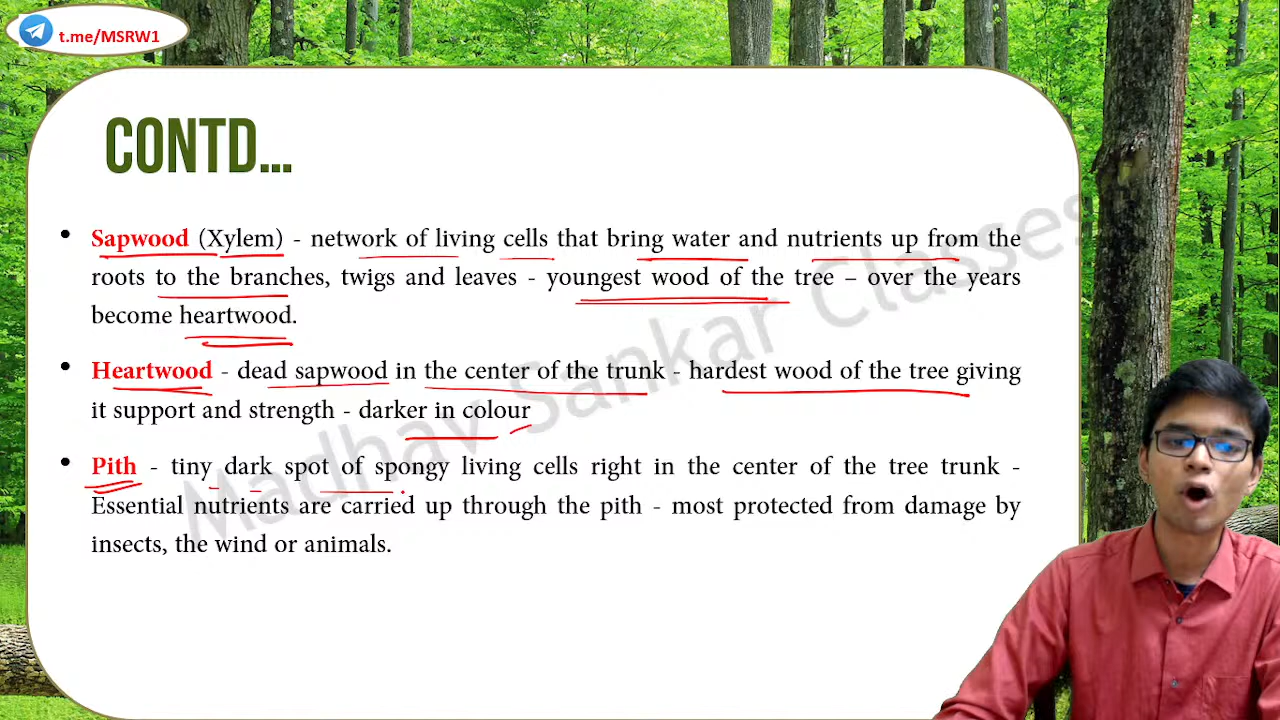 t.me/MSRW1
CONTD...
• Sapwood (Xylem) - network of living cells that bring water and nutrients up from the
roots to the branches, twigs and leaves - youngest wood of the tree – over the years
become heartwood.
• Heartwood - dead sapwood in the center of the trunk - hardest wood of the tree giving
it support and strength - darker in colour
• Pith - tiny dark spot of spongy living cells right in the center of the tree trunk -
Essential nutrients are carried up through the pith - most protected from damage by
insects, the wind or animals.
Madhav Sankar Classes